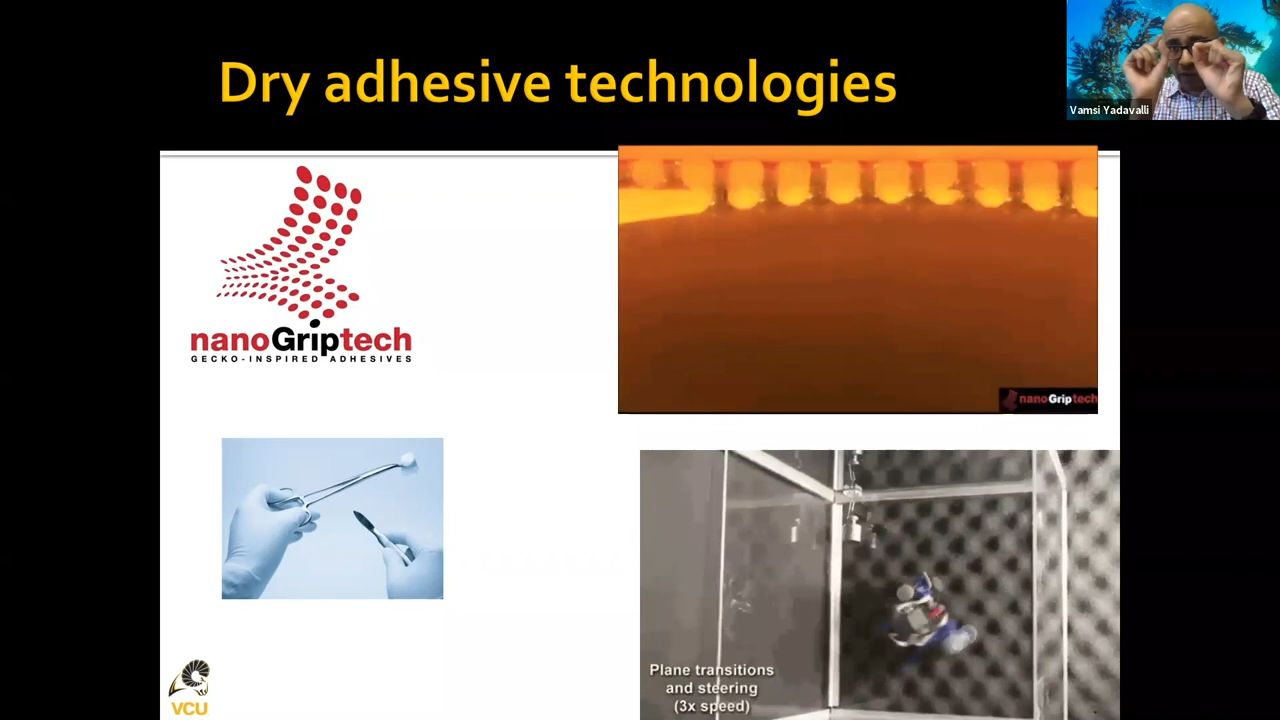 Dry adhesive technologies
Vamsi Yadavalli
nanoGriptech
GECKO-INSPIRED ADHESIVES
nanoGriptech
Plane transitions
and steering
(3x speed)
VCU